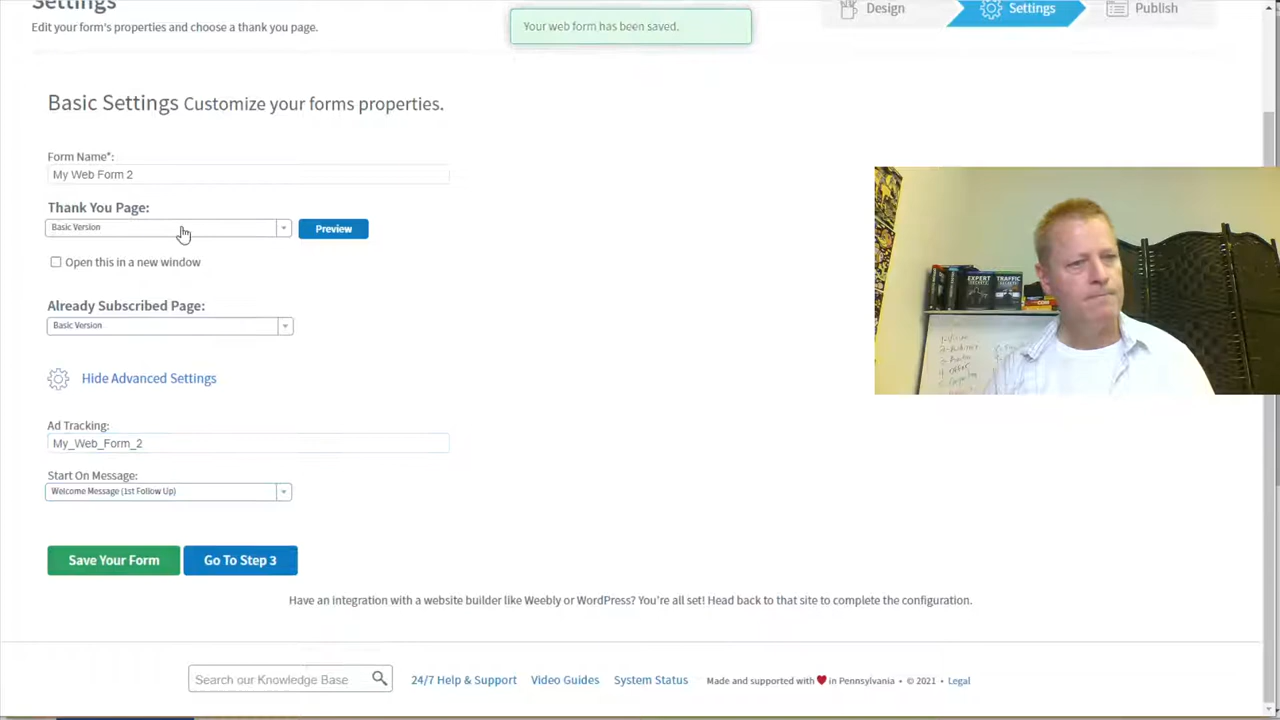 Settings
Design
Settings
Publish
Your web form has been saved.
Edit your form's properties and choose a thank you page.
Basic Settings Customize your forms properties.
Form Name*:
My Web Form 2
Thank You Page:
Basic Version
Preview
Open this in a new window
Already Subscribed Page:
Basic Version
EXPERT
SECRETS
TRAFFIC
SECRETS
Hide Advanced Settings
Ad Tracking:
My_Web_Form_2
Start On Message:
Welcome Message (1st Follow Up)
Save Your Form
Go To Step 3
Have an integration with a website builder like Weebly or WordPress? You're all set! Head back to that site to complete the configuration.
Search our Knowledge Base
24/7 Help & Support
Video Guides
System Status
Made and supported with ❤ in Pennsylvania • © 2021 • Legal